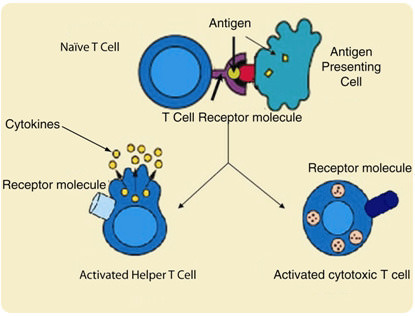 Antigen
Naïve T Cell
Antigen
Presenting
Cell
T Cell Receptor molecule
Cytokines
Receptor molecule
Receptor molecule
Activated Helper T Cell
Activated cytotoxic T cell